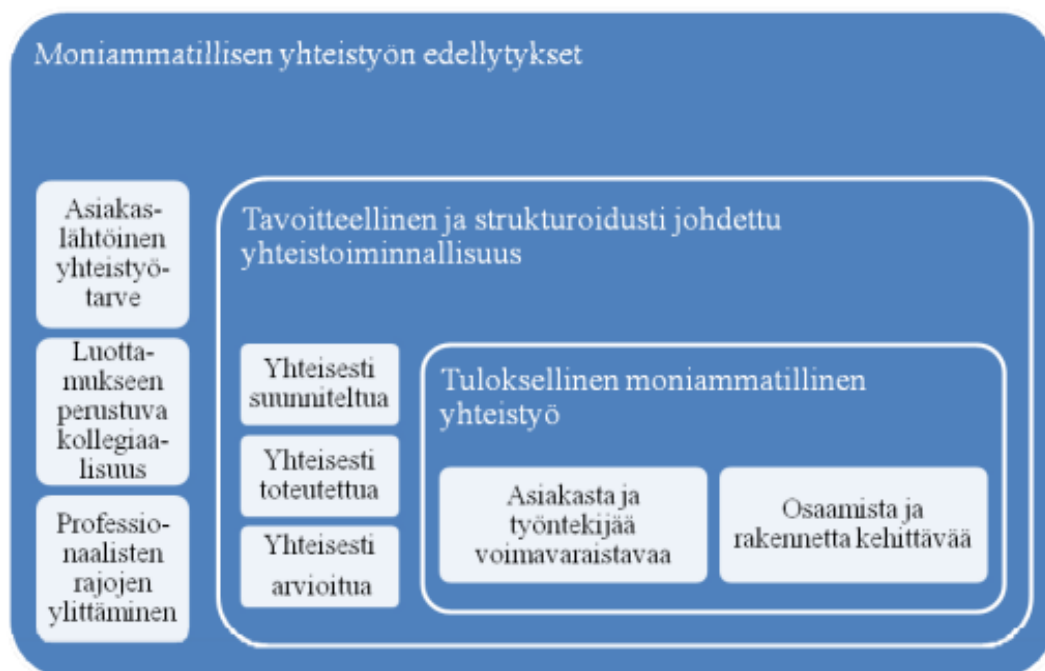 Moniammatillisen yhteistyön edellytykset
Asiakas-
lähtöinen
yhteistyö-
tarve
Luotta-
mukseen
perustuva
kollegiaa-
lisuus
Professio-
naalisten
rajojen
ylittäminen
Tavoitteellinen ja strukturoidusti johdettu
yhteistoiminnallisuus
Yhteisesti
suunniteltua
Yhteisesti
toteutettua
Yhteisesti
arvioitua
Tuloksellinen moniammatillinen
yhteistyö
Asiakasta ja
työntekijää
voimavaraistavaa
Osaamista ja
rakennetta kehittävää